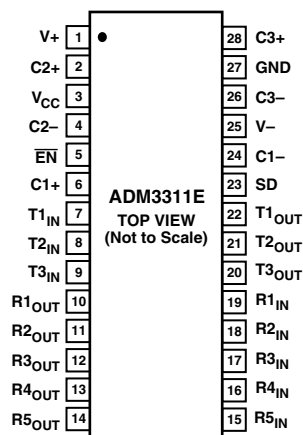 V+ 1 28 C3+
C2+ 2 27 GND
VCC 3 26 C3–
C2– 4 25 V–
EN 5 24 C1–
C1+ 6 23 SD
ADM3311E
TOP VIEW
(Not to Scale)
T1IN 7 22 T1OUT
T2IN 8 21 T2OUT
T3IN 9 20 T3OUT
R1OUT 10 19 R1IN
R2OUT 11 18 R2IN
R3OUT 12 17 R3IN
R4OUT 13 16 R4IN
R5OUT 14 15 R5IN